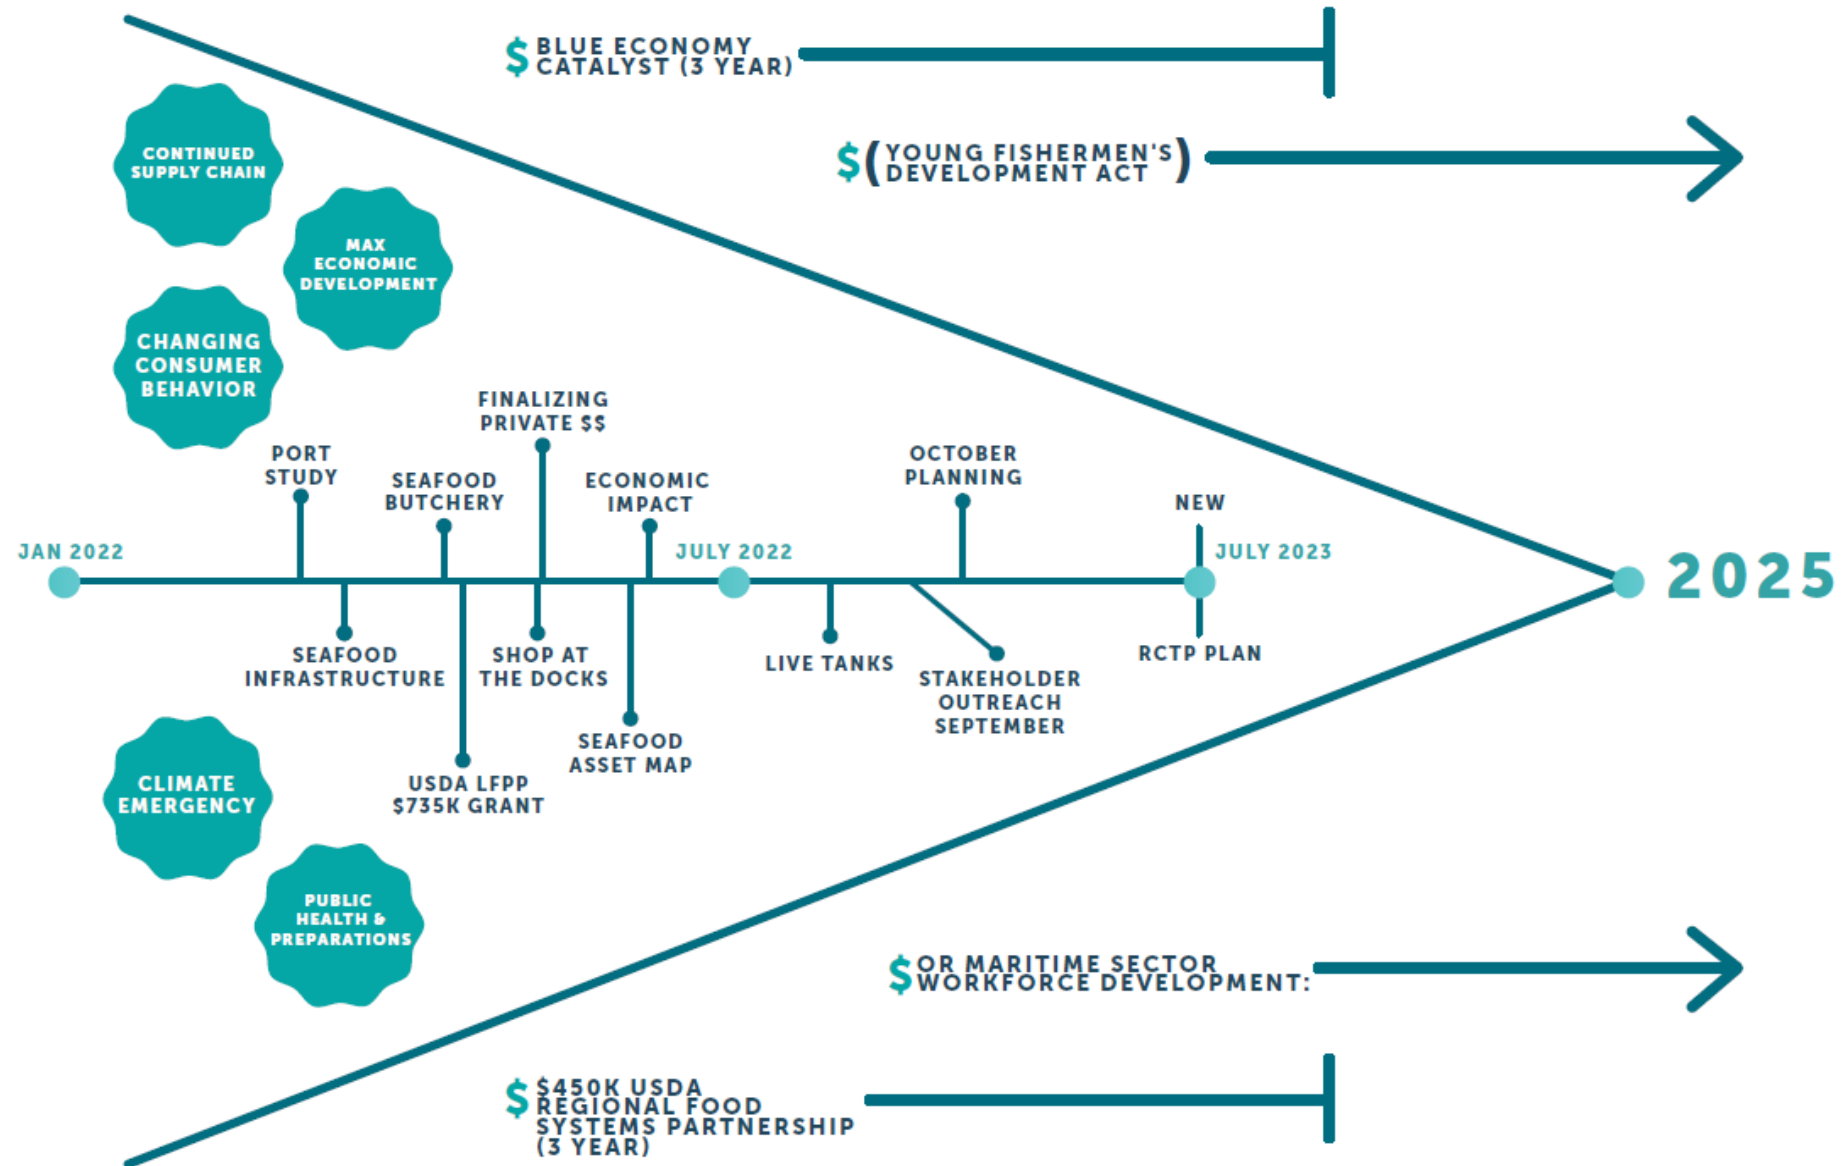 $ BLUE ECONOMY
CATALYST (3 YEAR)
$ (YOUNG FISHERMEN'S
DEVELOPMENT ACT)
CONTINUED
SUPPLY CHAIN
MAX
ECONOMIC
DEVELOPMENT
CHANGING
CONSUMER
BEHAVIOR
FINALIZING
PRIVATE $$
PORT
STUDY
SEAFOOD
BUTCHERY
ECONOMIC
IMPACT
OCTOBER
PLANNING
NEW
JAN 2022
JULY 2022
JULY 2023
2025
SEAFOOD
INFRASTRUCTURE
SHOP AT
THE DOCKS
LIVE TANKS
STAKEHOLDER
OUTREACH
SEPTEMBER
RCTP PLAN
SEAFOOD
ASSET MAP
USDA LFPP
$735K GRANT
CLIMATE
EMERGENCY
PUBLIC
HEALTH &
PREPARATIONS
$ OR MARITIME SECTOR
WORKFORCE DEVELOPMENT:
$ $450K USDA
REGIONAL FOOD
SYSTEMS PARTNERSHIP
(3 YEAR)